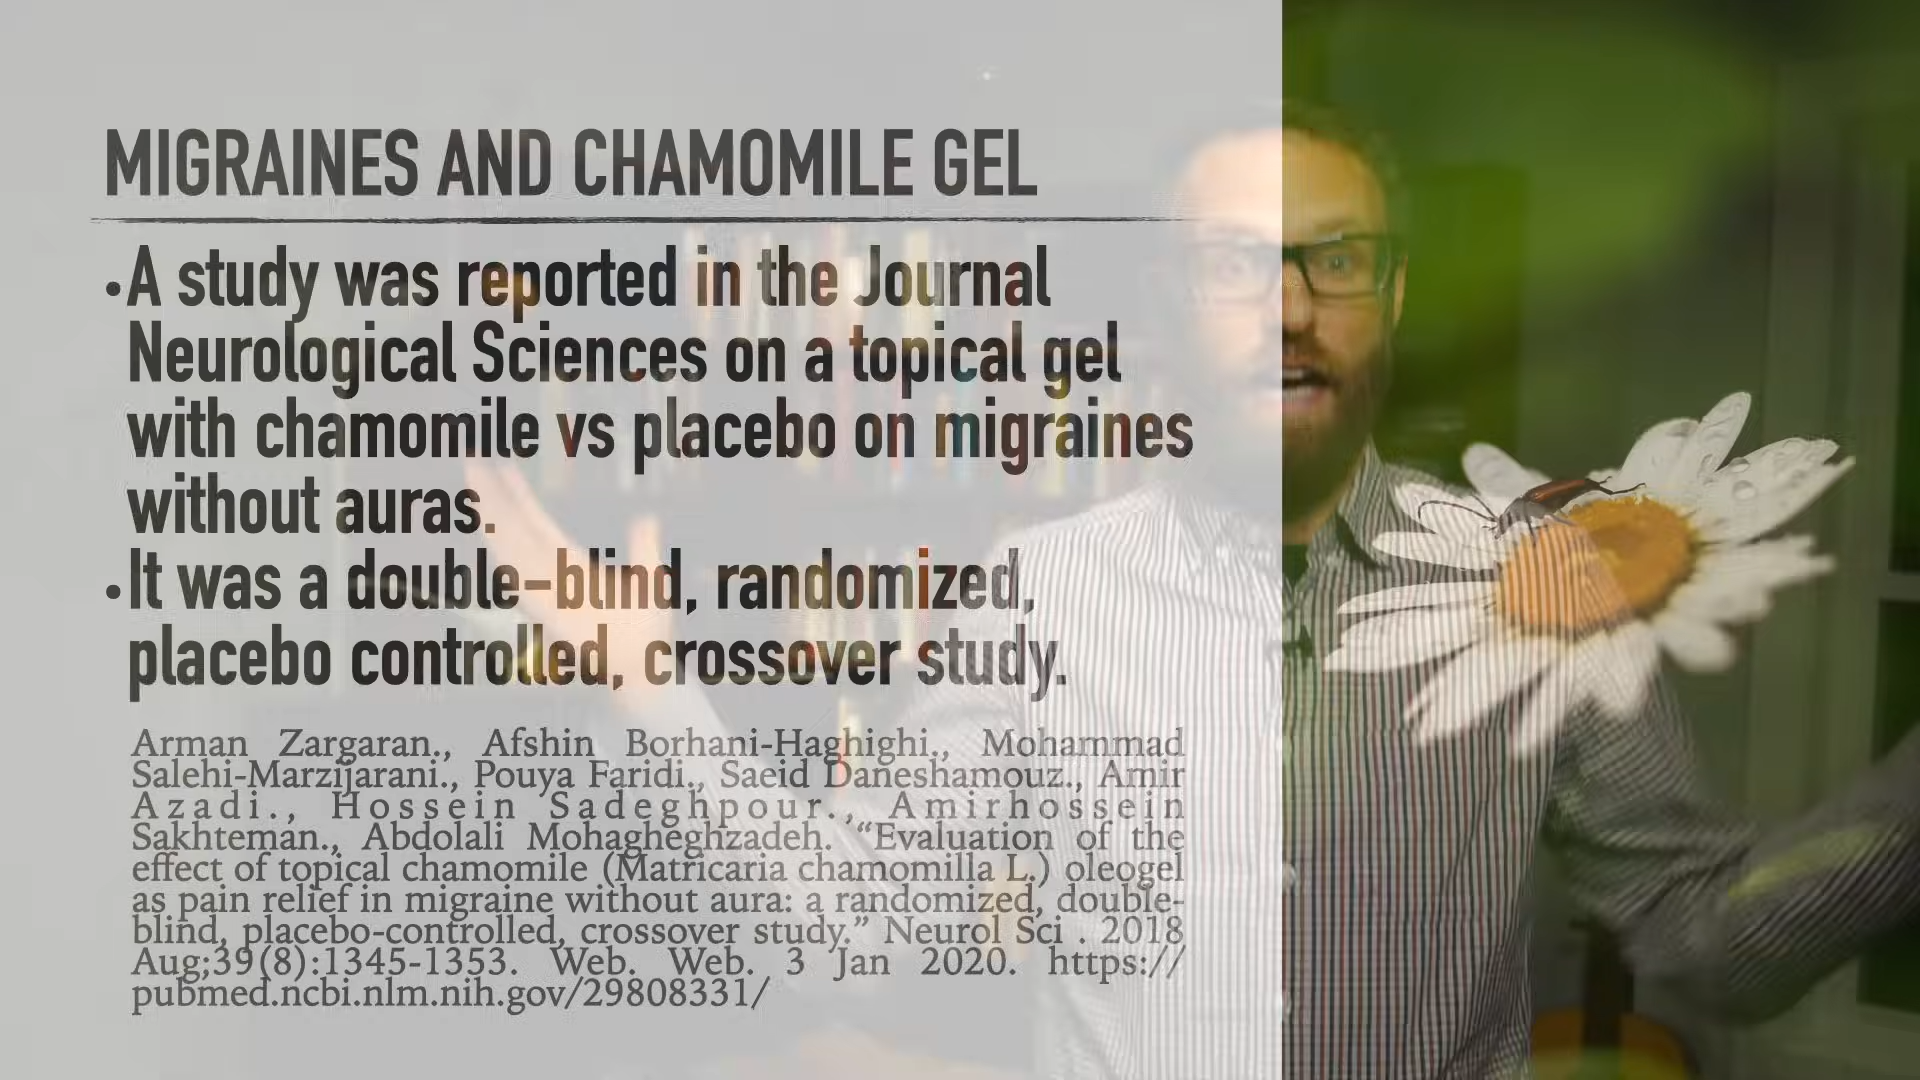 MIGRAINES AND CHAMOMILE GEL
•A study was reported in the Journal
Neurological Sciences on a topical gel
with chamomile vs placebo on migraines
without auras.
•It was a double-blind, randomized,
placebo controlled, crossover study.
Arman Zargaran., Afshin Borhani-Haghighi., Mohammad
Salehi-Marzijarani., Pouya Faridi., Saeid Daneshamouz., Amir
Azadi., Hossein Sadeghpour., Amirhossein
Sakhteman., Abdolali Mohagheghzadeh. “Evaluation of the
effect of topical chamomile (Matricaria chamomilla L.) oleogel
as pain relief in migraine without aura: a randomized, double-
blind, placebo-controlled, crossover study.” Neurol Sci . 2018
Aug;39(8):1345-1353. Web. Web. 3 Jan 2020. https://
pubmed.ncbi.nlm.nih.gov/29808331/